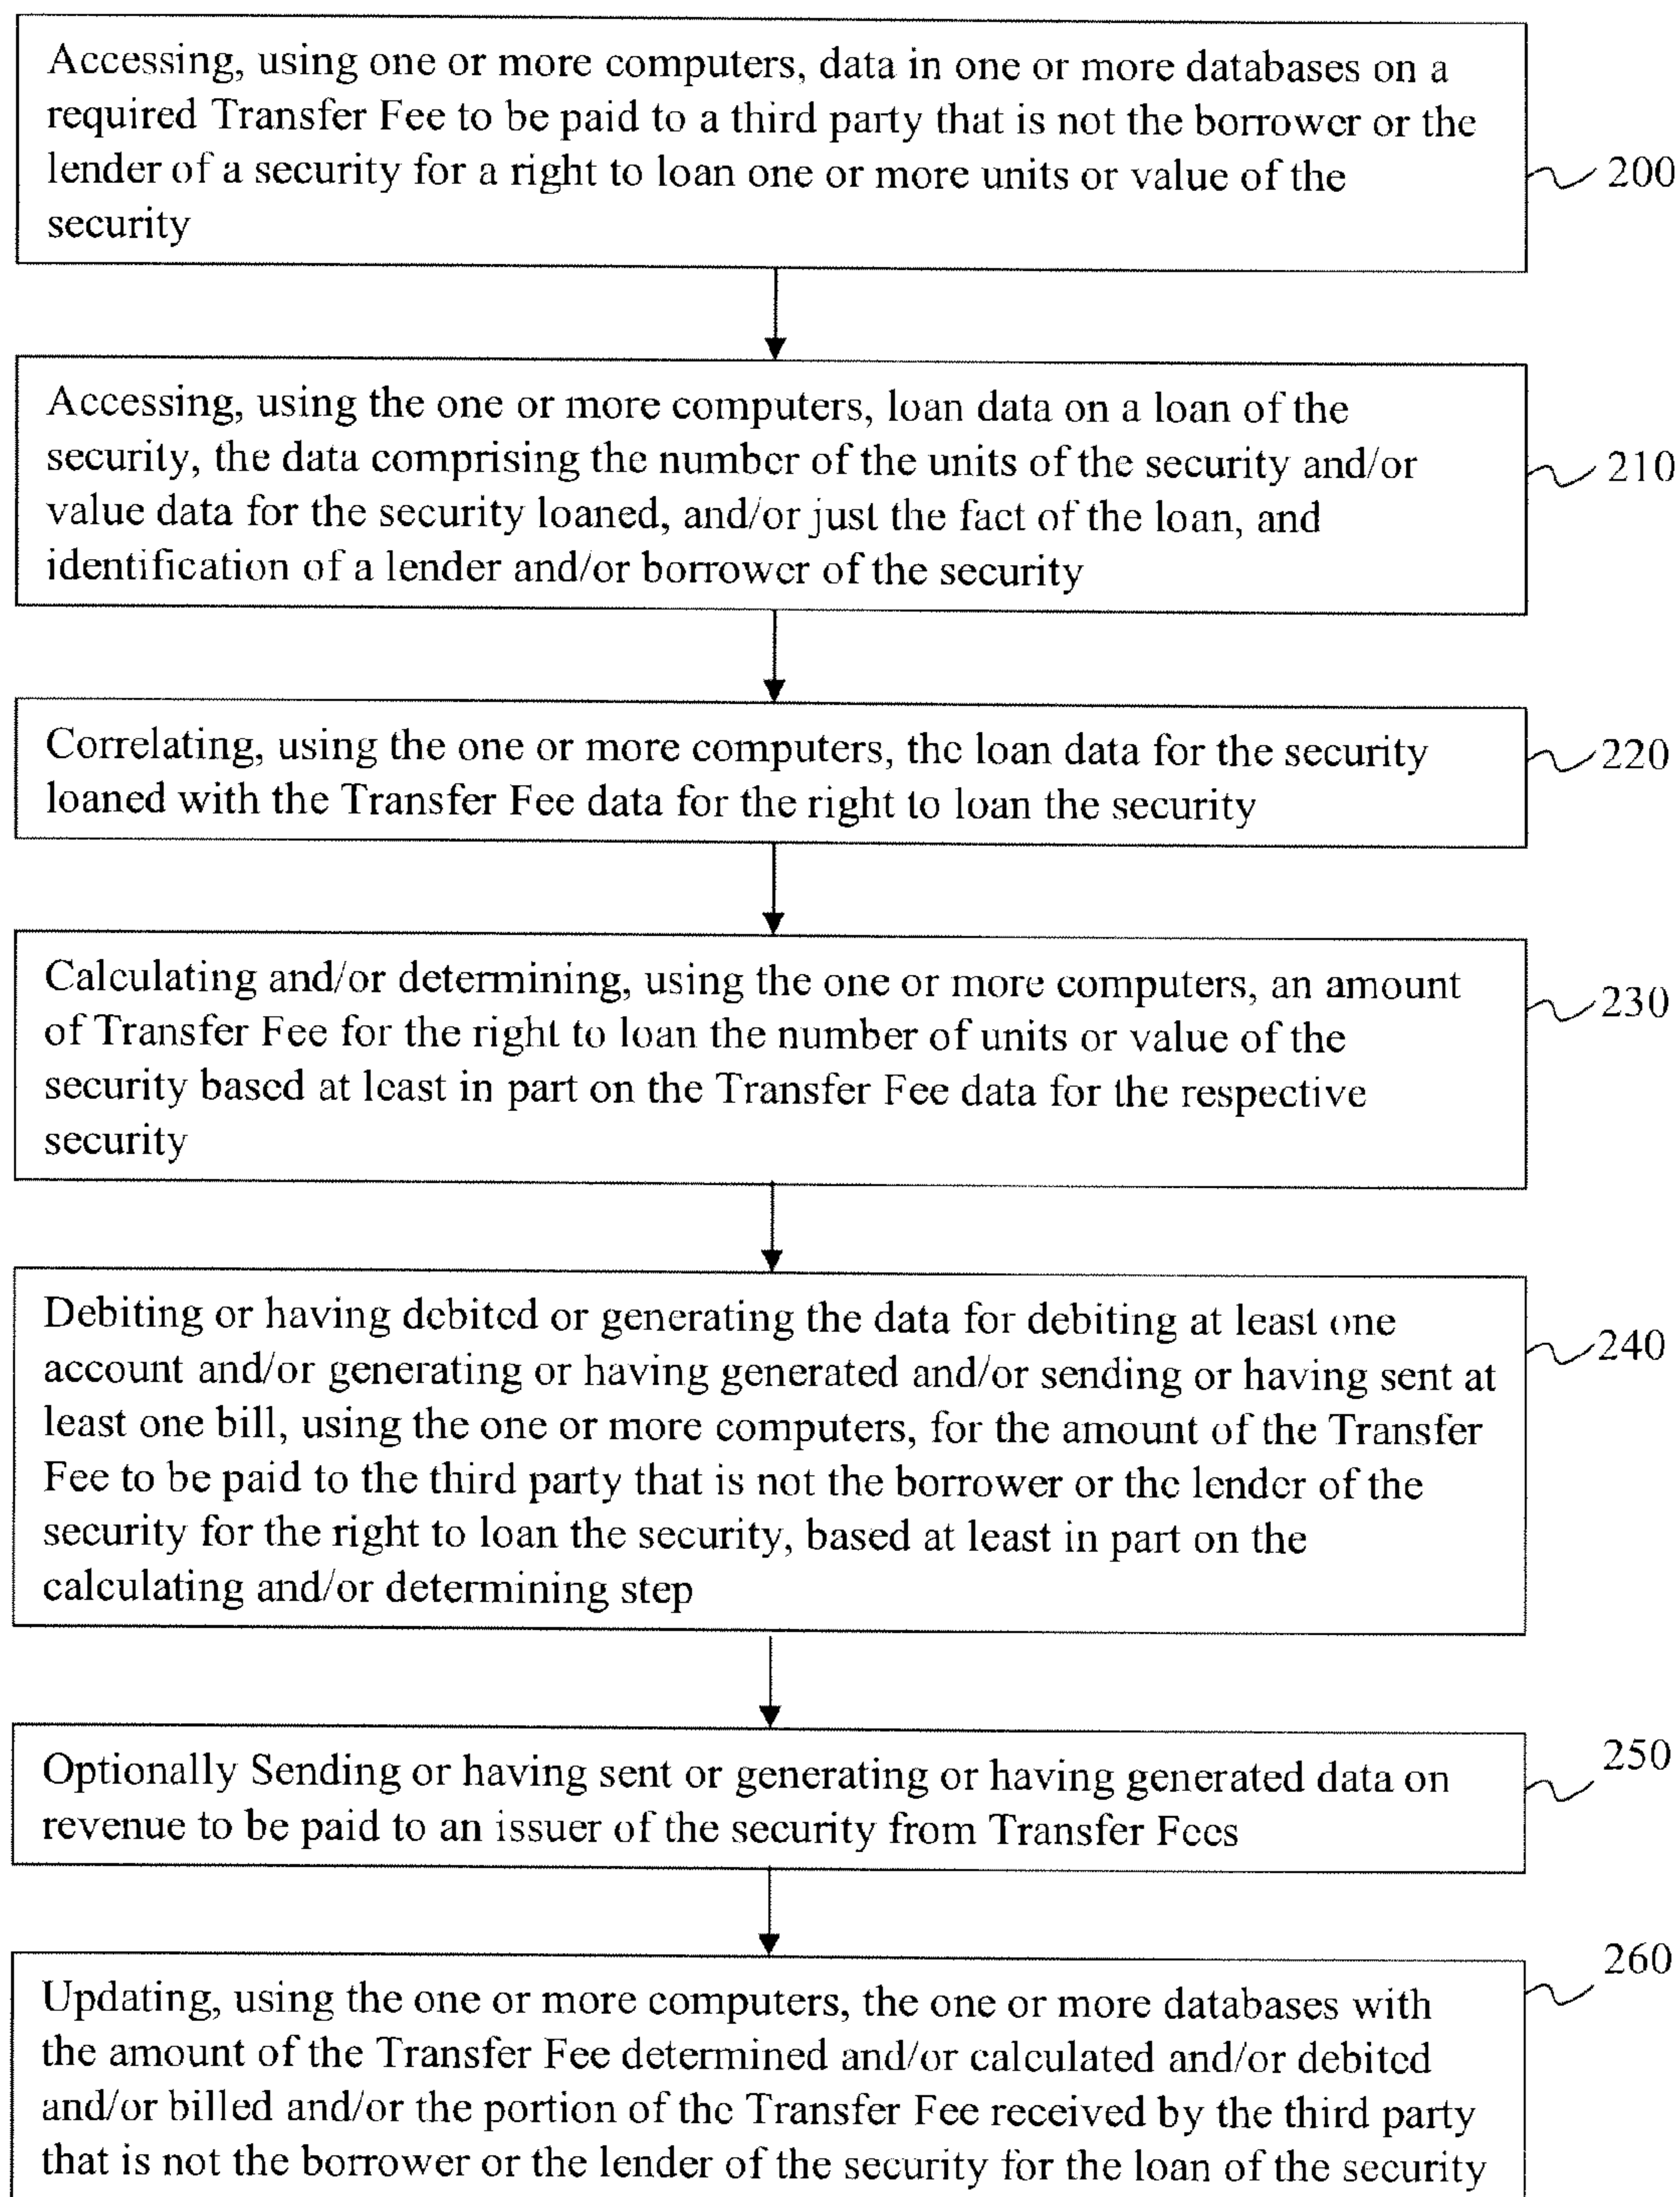 Accessing, using one or more computers, data in one or more databases on a
required Transfer Fee to be paid to a third party that is not the borrower or the
lender of a security for a right to loan one or more units or value of the
security
200
Accessing, using the one or more computers, loan data on a loan of the
security, the data comprising the number of the units of the security and/or
value data for the security loaned, and/or just the fact of the loan, and
identification of a lender and/or borrower of the security
210
Correlating, using the one or more computers, the loan data for the security
loaned with the Transfer Fee data for the right to loan the security
220
Calculating and/or determining, using the one or more computers, an amount
of Transfer Fee for the right to loan the number of units or value of the
security based at least in part on the Transfer Fee data for the respective
security
230
Debiting or having debited or generating the data for debiting at least one
account and/or generating or having generated and/or sending or having sent at
least one bill, using the one or more computers, for the amount of the Transfer
Fee to be paid to the third party that is not the borrower or the lender of the
security for the right to loan the security, based at least in part on the
calculating and/or determining step
240
Optionally Sending or having sent or generating or having generated data on
revenue to be paid to an issuer of the security from Transfer Fees
250
Updating, using the one or more computers, the one or more databases with
the amount of the Transfer Fee determined and/or calculated and/or debited
and/or billed and/or the portion of the Transfer Fee received by the third party
that is not the borrower or the lender of the security for the loan of the security
260